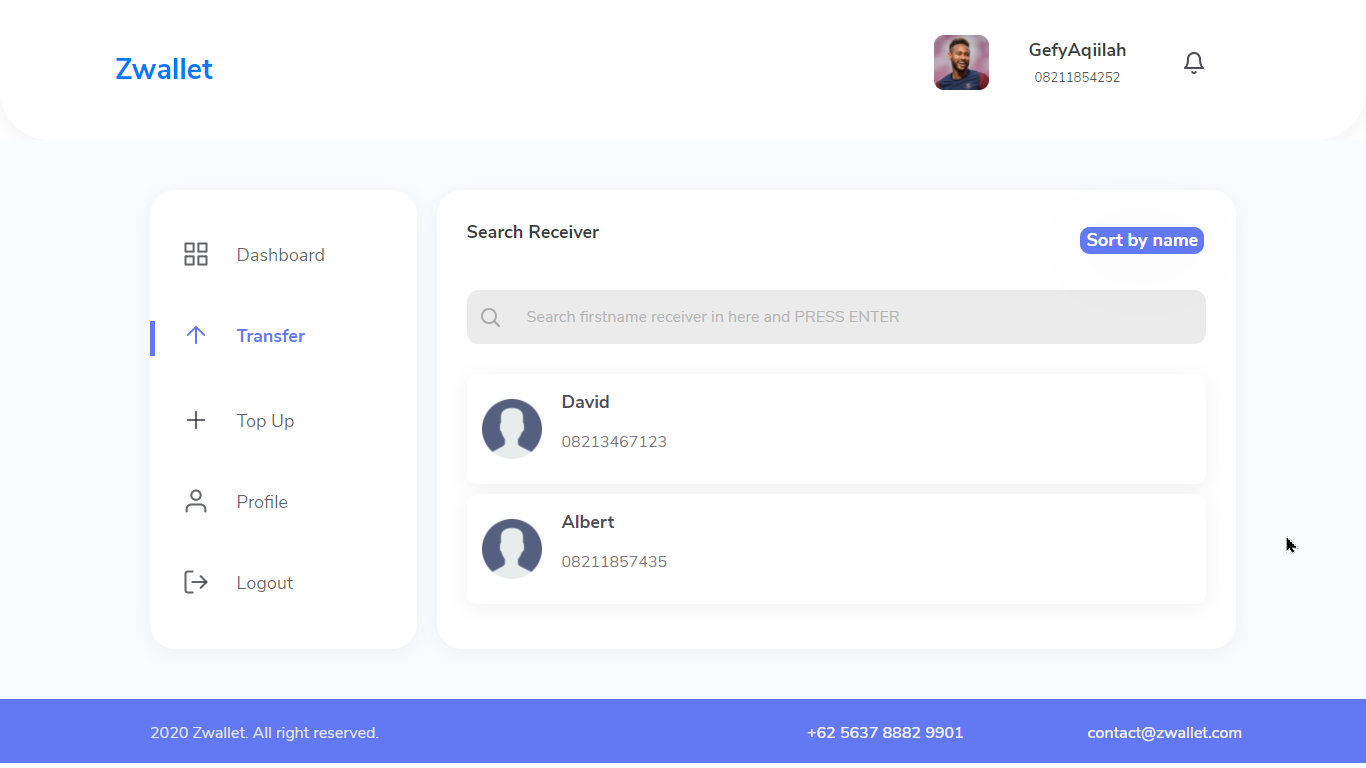 Zwallet
GefyAqiilah
08211854252
Dashboard
Transfer
Top Up
Profile
Logout
Search Receiver
Sort by name
Search firstname receiver in here and PRESS ENTER
David
08213467123
Albert
08211857435
2020 Zwallet. All right reserved.
+62 5637 8882 9901
contact@zwallet.com